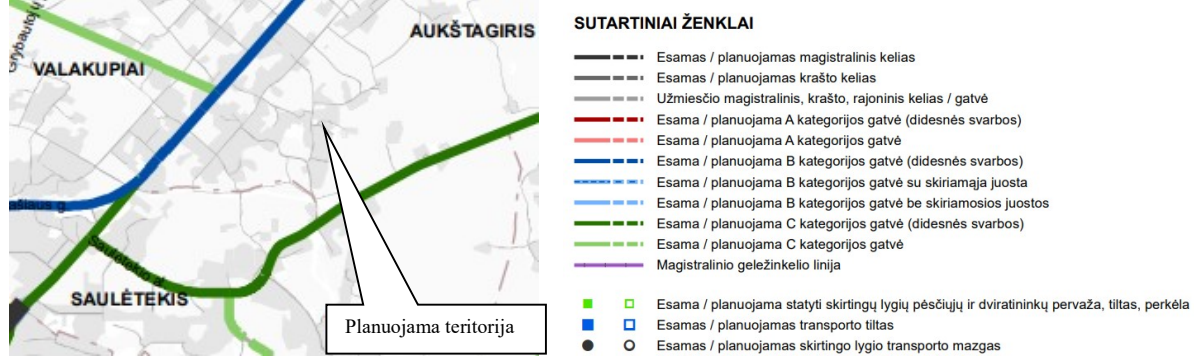 Grybautojų
AUKŠTAGIRIS
VALAKUPIAI
Saulėtekio al.
SAULĖTEKIS
Planuojama teritorija
SUTARTINIAI ŽENKLAI
Esamas / planuojamas magistralinis kelias
Esamas / planuojamas krašto kelias
Užmiesčio magistralinis, krašto, rajoninis kelias / gatvė
Esama / planuojama A kategorijos gatvė (didesnės svarbos)
Esama / planuojama A kategorijos gatvė
Esama / planuojama B kategorijos gatvė (didesnės svarbos)
Esama / planuojama B kategorijos gatvė su skiriamąja juosta
Esama / planuojama B kategorijos gatvė be skiriamosios juostos
Esama / planuojama C kategorijos gatvė (didesnės svarbos)
Esama / planuojama C kategorijos gatvė
Magistralinio geležinkelio linija
Esama / planuojama statyti skirtingų lygių pėsčiųjų ir dviratininkų pervaža, tiltas, perkėla
Esamas / planuojamas transporto tiltas
Esamas / planuojamas skirtingo lygio transporto mazgas